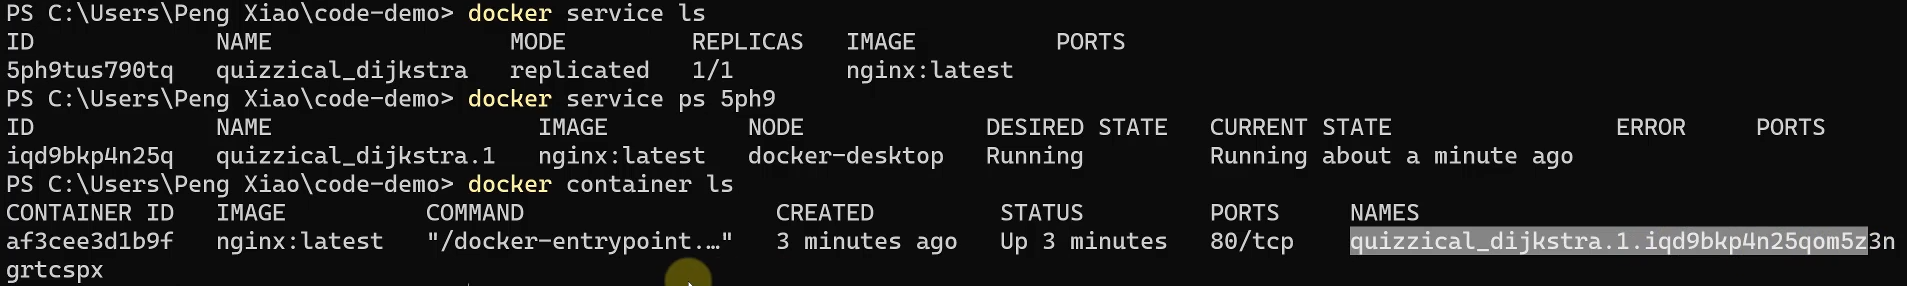 PS C:\Users\Peng Xiao\code-demo> docker service ls
ID             NAME                 MODE         REPLICAS   IMAGE          PORTS
5ph9tus790tq   quizzical_dijkstra   replicated   1/1        nginx:latest
PS C:\Users\Peng Xiao\code-demo> docker service ps 5ph9
ID             NAME                   IMAGE          NODE             DESIRED STATE   CURRENT STATE                ERROR     PORTS
iqd9bkp4n25q   quizzical_dijkstra.1   nginx:latest   docker-desktop   Running         Running about a minute ago
PS C:\Users\Peng Xiao\code-demo> docker container ls
CONTAINER ID   IMAGE          COMMAND                  CREATED         STATUS         PORTS     NAMES
af3cee3d1b9f   nginx:latest   "/docker-entrypoint.…"   3 minutes ago   Up 3 minutes   80/tcp    quizzical_dijkstra.1.iqd9bkp4n25qom5z3n
grtcspx